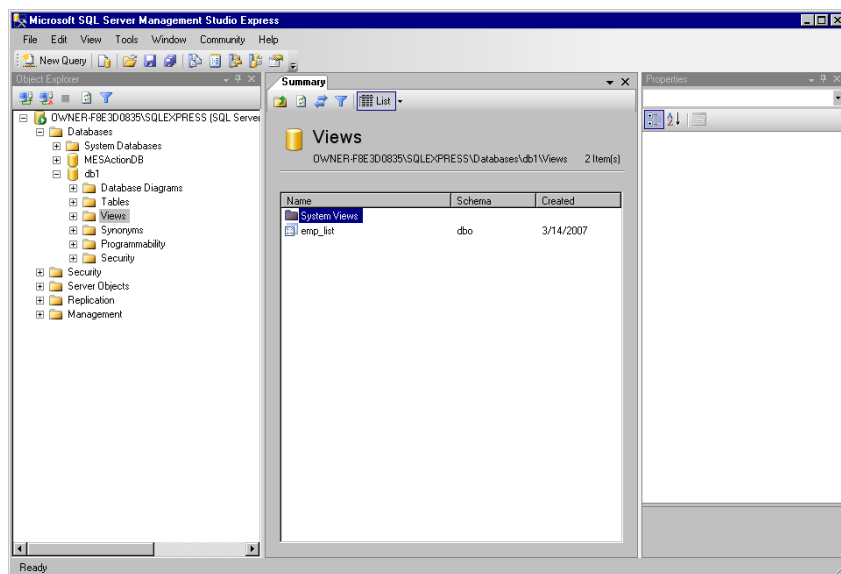 Microsoft SQL Server Management Studio Express
File Edit View Tools Window Community Help
New Query
Object Explorer
OWNER-F8E3D0835\SQLEXPRESS (SQL Server
Databases
System Databases
MESActionDB
db1
Database Diagrams
Tables
Views
Synonyms
Programmability
Security
Security
Server Objects
Replication
Management
Summary
List
Views
OWNER-F8E3D0835\SQLEXPRESS\Databases\db1\Views 2 Item(s)
Name Schema Created
System Views
emp_list dbo 3/14/2007
Properties
Ready